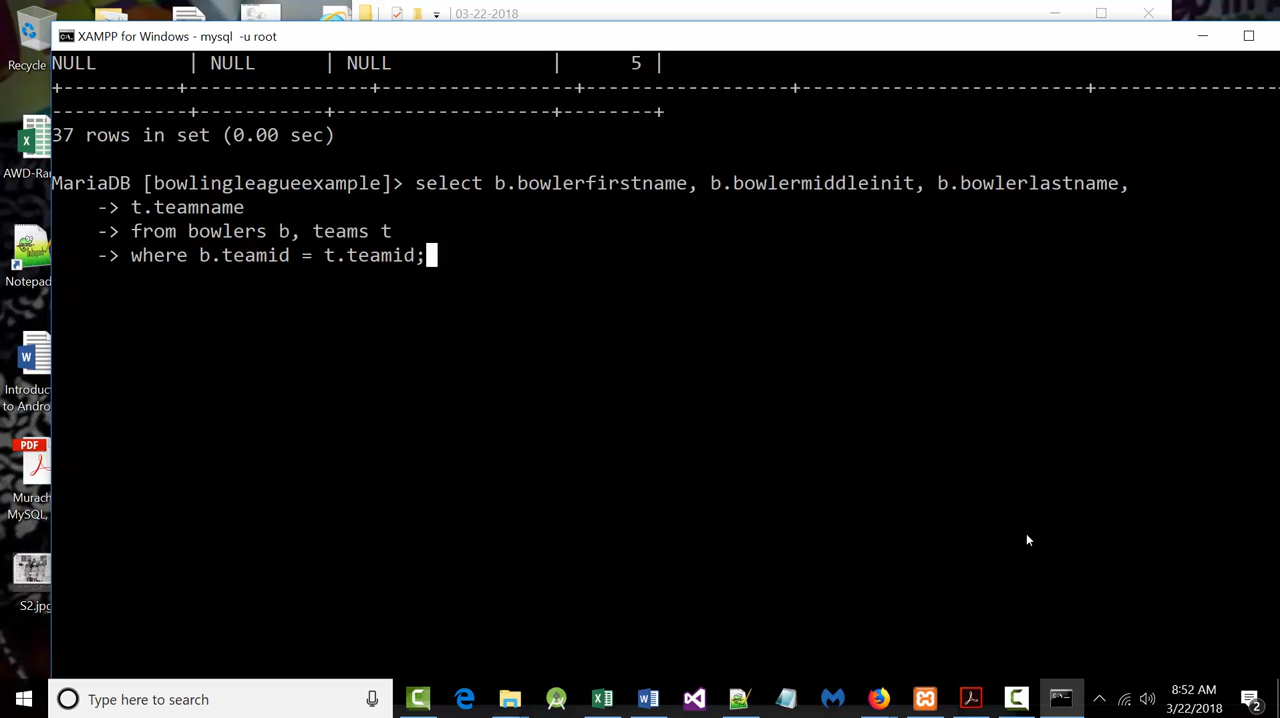 03-22-2018
XAMPP for Windows - mysql -u root
NULL | NULL | NULL | 5 |
+----------+----------------+-----------------+------------------+-------------------------+----------------
------------+-----------+-------------------+--------+
37 rows in set (0.00 sec)
MariaDB [bowlingleagueexample]> select b.bowlerfirstname, b.bowlermiddleinit, b.bowlerlastname,
-> t.teamname
-> from bowlers b, teams t
-> where b.teamid = t.teamid;
Recycle
AWD-Ra
Notepad
Introduc
to Andro
PDF
Murach
MySQL,
S2.jpg
Type here to search
8:52 AM
3/22/2018
2